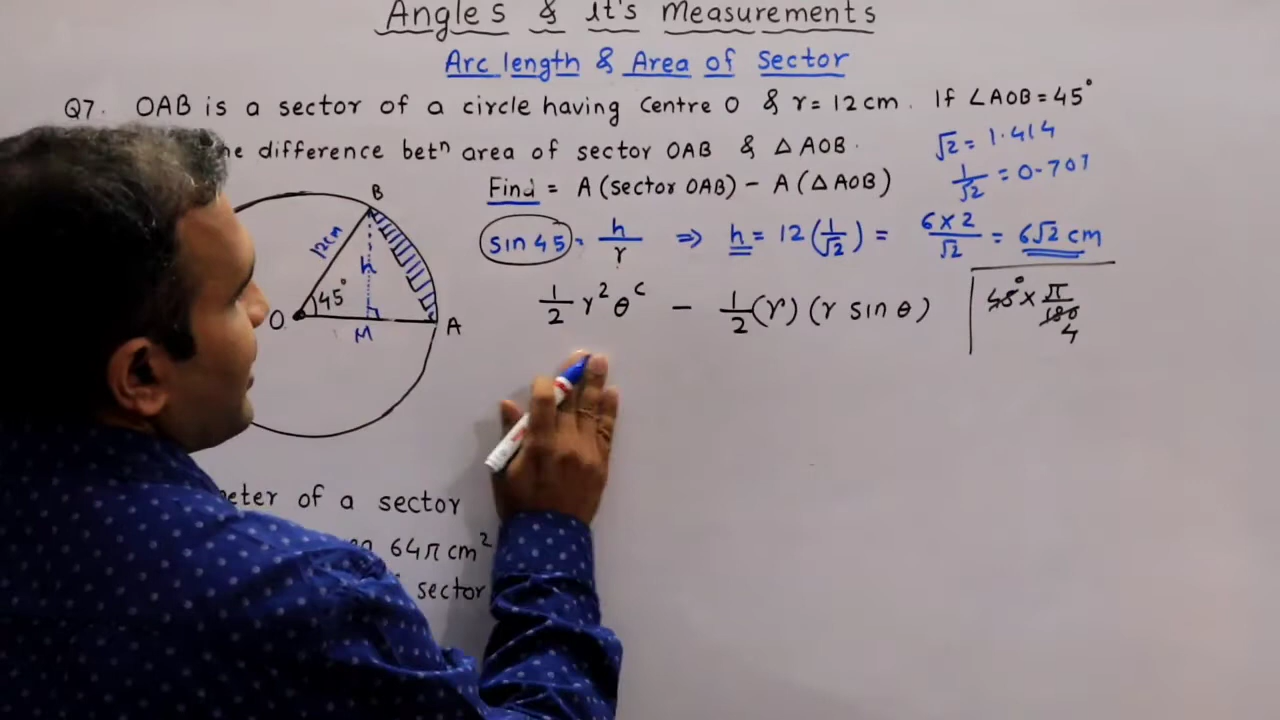 Angles & it's Measurements
Arc length & Area of Sector
Q7. OAB is a sector of a circle having Centre O & r = 12 cm. If ∠AOB = 45°
the difference betⁿ area of sector OAB & △ AOB.
√2 = 1.414
1/√2 = 0.707
Find = A (sector OAB) − A (△ AOB)
sin 45 = h/r ⇒ h = 12 (1/√2) = 6×2/√2 = 6√2 cm
1/2 r² θᶜ − 1/2 (r) (r sin θ)
45° × π/180
4
B
12cm
h
45°
O
M
A
of a sector
64π cm²
sector